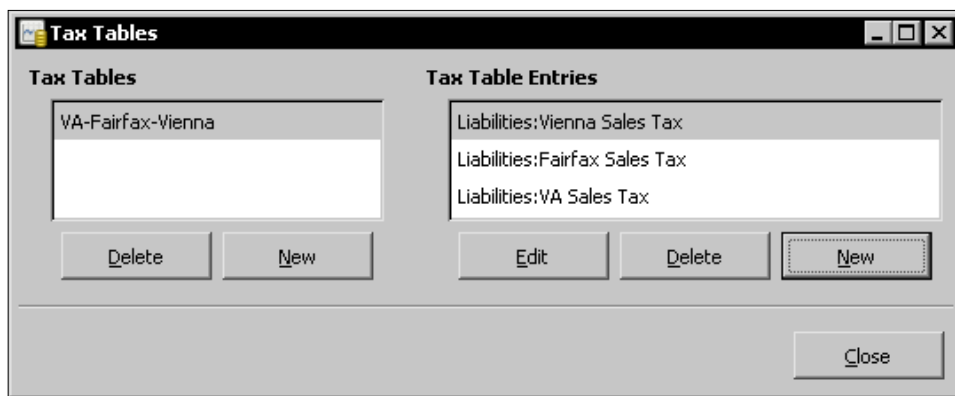 Tax Tables
Tax Tables
Tax Table Entries
VA-Fairfax-Vienna
Liabilities:Vienna Sales Tax
Liabilities:Fairfax Sales Tax
Liabilities:VA Sales Tax
Delete
New
Edit
Delete
New
Close